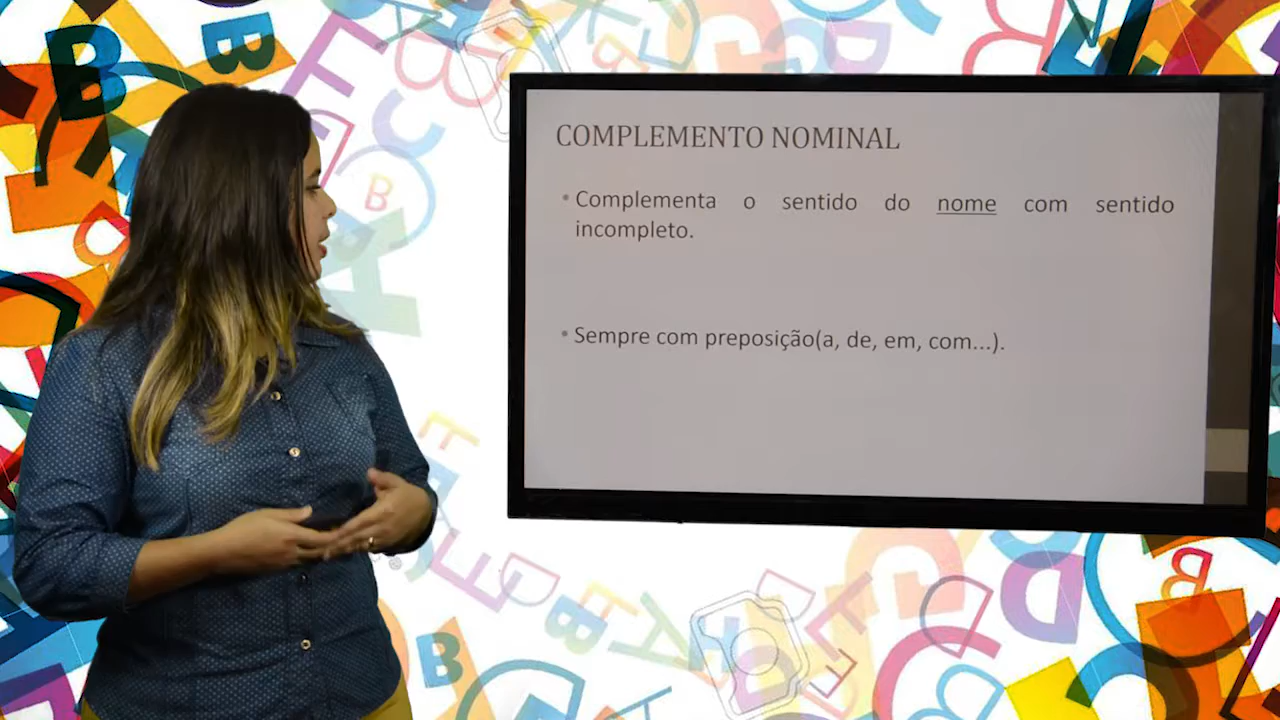 COMPLEMENTO NOMINAL
• Complementa o sentido do nome com sentido
incompleto.
• Sempre com preposição(a, de, em, com...).